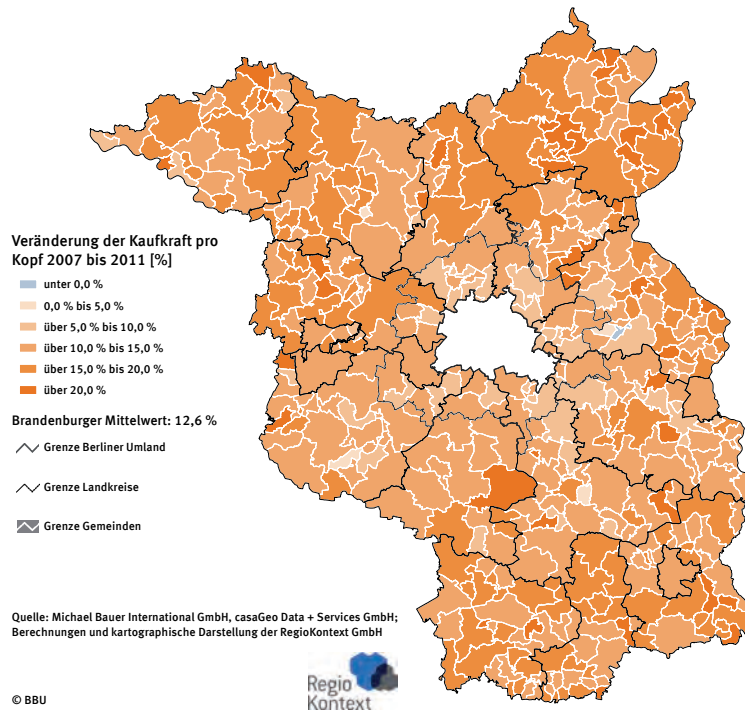 Veränderung der Kaufkraft pro
Kopf 2007 bis 2011 [%]
unter 0,0 %
0,0 % bis 5,0 %
über 5,0 % bis 10,0 %
über 10,0 % bis 15,0 %
über 15,0 % bis 20,0 %
über 20,0 %
Brandenburger Mittelwert: 12,6 %
Grenze Berliner Umland
Grenze Landkreise
Grenze Gemeinden
Quelle: Michael Bauer International GmbH, casaGeo Data + Services GmbH;
Berechnungen und kartographische Darstellung der RegioKontext GmbH
Regio
Kontext
© BBU